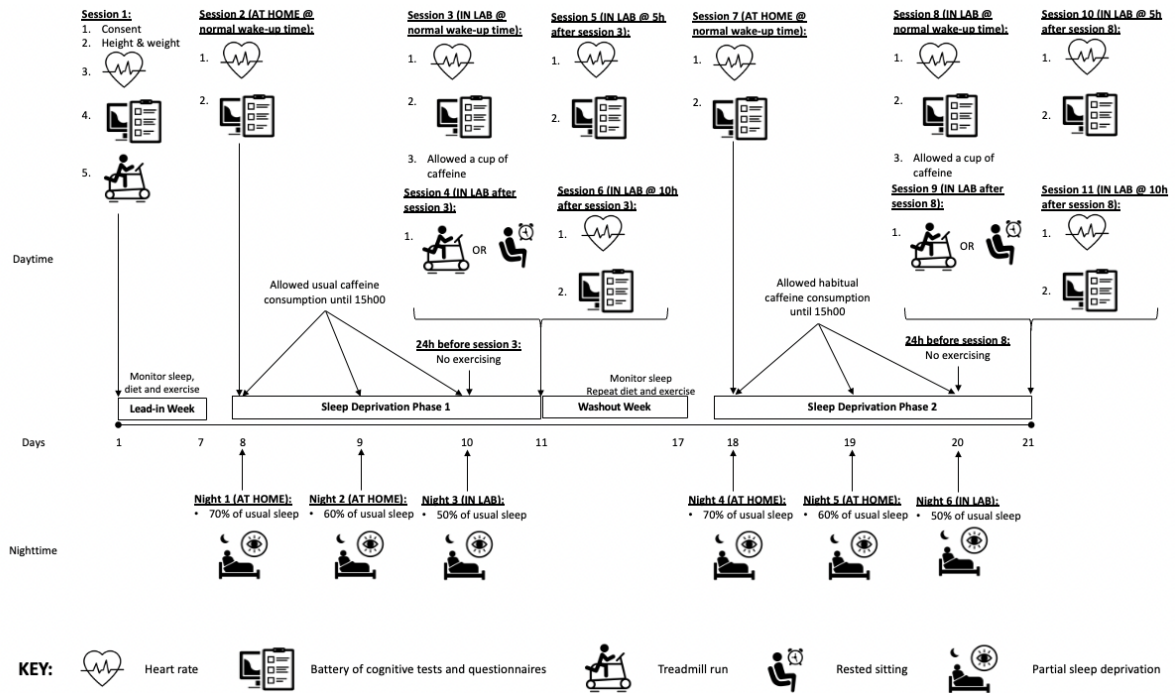 Session 1:
1. Consent
2. Height & weight
3.
4.
5.
Session 2 (AT HOME @
normal wake-up time):
1.
2.
Session 3 (IN LAB @
normal wake-up time):
1.
2.
3. Allowed a cup of
caffeine
Session 4 (IN LAB after
session 3):
1.
OR
Session 5 (IN LAB @ 5h
after session 3):
1.
2.
Session 6 (IN LAB @ 10h
after session 3):
1.
2.
Session 7 (AT HOME @
normal wake-up time):
1.
2.
Session 8 (IN LAB @
normal wake-up time):
1.
2.
3. Allowed a cup of
caffeine
Session 9 (IN LAB after
session 8):
1.
OR
Session 10 (IN LAB @ 5h
after session 8):
1.
2.
Session 11 (IN LAB @ 10h
after session 8):
1.
2.
Daytime
Allowed usual caffeine
consumption until 15h00
Allowed habitual
caffeine consumption
until 15h00
24h before session 3:
No exercising
24h before session 8:
No exercising
Monitor sleep,
diet and exercise
Monitor sleep
Repeat diet and exercise
Lead-in Week
Sleep Deprivation Phase 1
Washout Week
Sleep Deprivation Phase 2
Days
1
7
8
9
10
11
17
18
19
20
21
Night 1 (AT HOME):
• 70% of usual sleep
Night 2 (AT HOME):
• 60% of usual sleep
Night 3 (IN LAB):
• 50% of usual sleep
Night 4 (AT HOME):
• 70% of usual sleep
Night 5 (AT HOME):
• 60% of usual sleep
Night 6 (IN LAB):
• 50% of usual sleep
Nighttime
KEY:
Heart rate
Battery of cognitive tests and questionnaires
Treadmill run
Rested sitting
Partial sleep deprivation